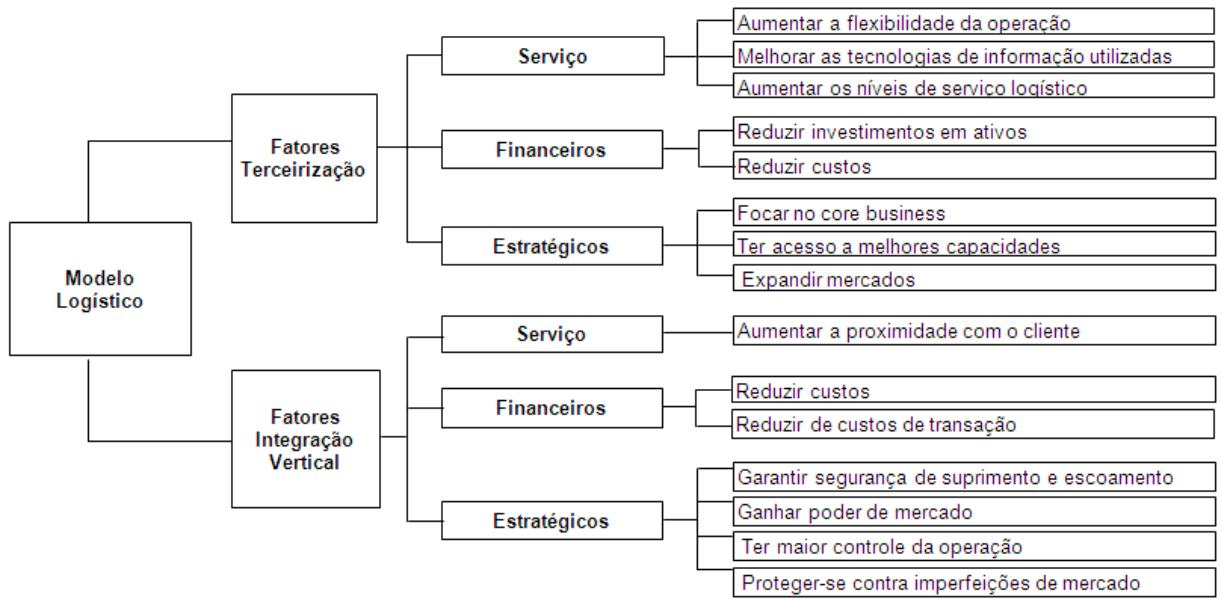 Modelo
Logístico
Fatores
Terceirização
Serviço
Aumentar a flexibilidade da operação
Melhorar as tecnologias de informação utilizadas
Aumentar os níveis de serviço logístico
Financeiros
Reduzir investimentos em ativos
Reduzir custos
Estratégicos
Focar no core business
Ter acesso a melhores capacidades
Expandir mercados
Fatores
Integração
Vertical
Serviço
Aumentar a proximidade com o cliente
Financeiros
Reduzir custos
Reduzir de custos de transação
Estratégicos
Garantir segurança de suprimento e escoamento
Ganhar poder de mercado
Ter maior controle da operação
Proteger-se contra imperfeições de mercado